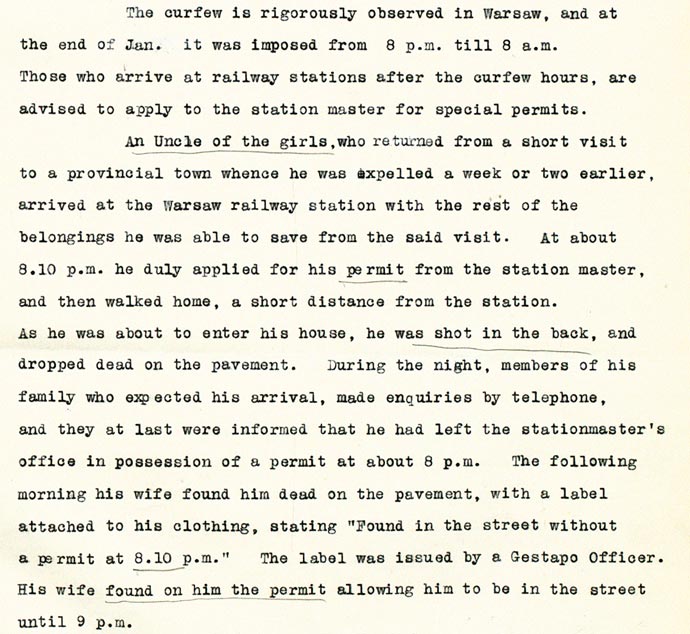 The curfew is rigorously observed in Warsaw, and at
the end of Jan. it was imposed from 8 p.m. till 8 a.m.
Those who arrive at railway stations after the curfew hours, are
advised to apply to the station master for special permits.
An Uncle of the girls,who returned from a short visit
to a provincial town whence he was expelled a week or two earlier,
arrived at the Warsaw railway station with the rest of the
belongings he was able to save from the said visit. At about
8.10 p.m. he duly applied for his permit from the station master,
and then walked home, a short distance from the station.
As he was about to enter his house, he was shot in the back, and
dropped dead on the pavement. During the night, members of his
family who expected his arrival, made enquiries by telephone,
and they at last were informed that he had left the stationmaster's
office in possession of a permit at about 8 p.m. The following
morning his wife found him dead on the pavement, with a label
attached to his clothing, stating "Found in the street without
a permit at 8.10 p.m." The label was issued by a Gestapo Officer.
His wife found on him the permit allowing him to be in the street
until 9 p.m.